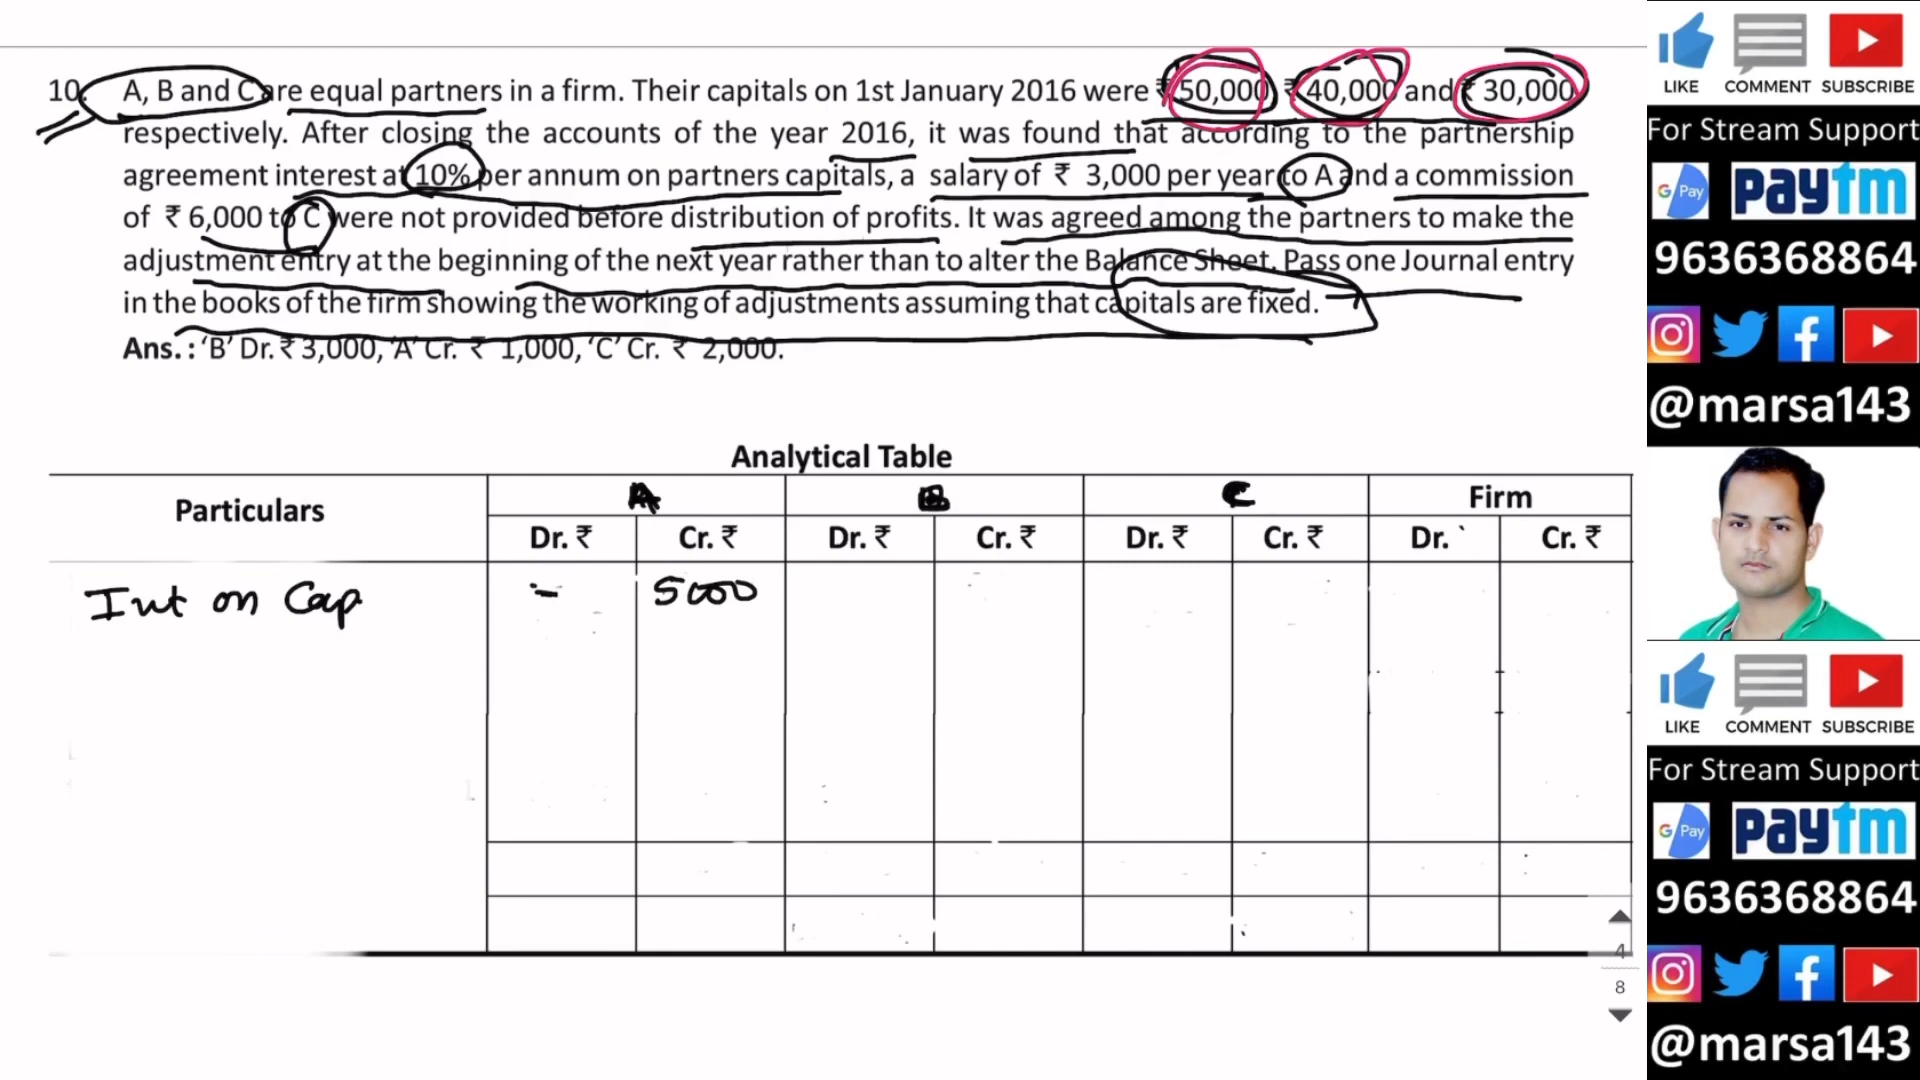 10. A, B and C are equal partners in a firm. Their capitals on 1st January 2016 were ₹ 50,000 ₹ 40,000 and ₹ 30,000
respectively. After closing the accounts of the year 2016, it was found that according to the partnership
agreement interest at 10% per annum on partners capitals, a salary of ₹ 3,000 per year to A and a commission
of ₹ 6,000 to C were not provided before distribution of profits. It was agreed among the partners to make the
adjustment entry at the beginning of the next year rather than to alter the Balance Sheet. Pass one Journal entry
in the books of the firm showing the working of adjustments assuming that capitals are fixed.
Ans. : 'B' Dr. ₹ 3,000, 'A' Cr. ₹ 1,000, 'C' Cr. ₹ 2,000.
Analytical Table
Particulars A B C Firm
Dr. ₹ Cr. ₹ Dr. ₹ Cr. ₹ Dr. ₹ Cr. ₹ Dr. Cr. ₹
Int on Cap - 5000
4
8
LIKE COMMENT SUBSCRIBE
For Stream Support
G Pay paytm
9636368864
@marsa143
LIKE COMMENT SUBSCRIBE
For Stream Support
G Pay paytm
9636368864
@marsa143